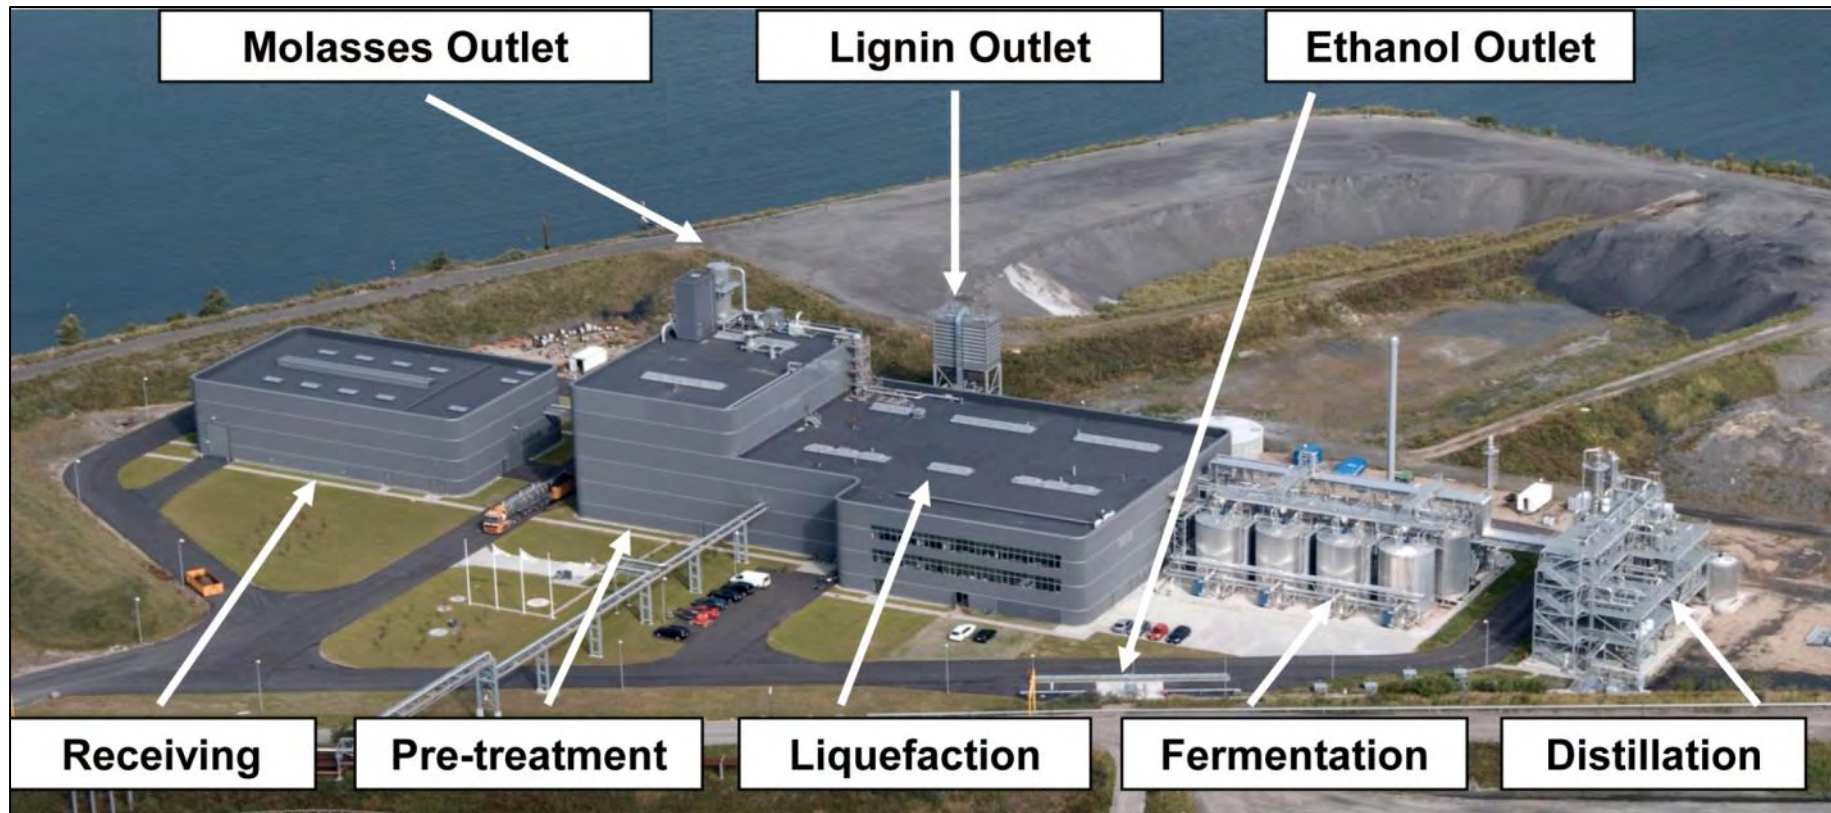 Molasses Outlet
Lignin Outlet
Ethanol Outlet
Receiving
Pre-treatment
Liquefaction
Fermentation
Distillation